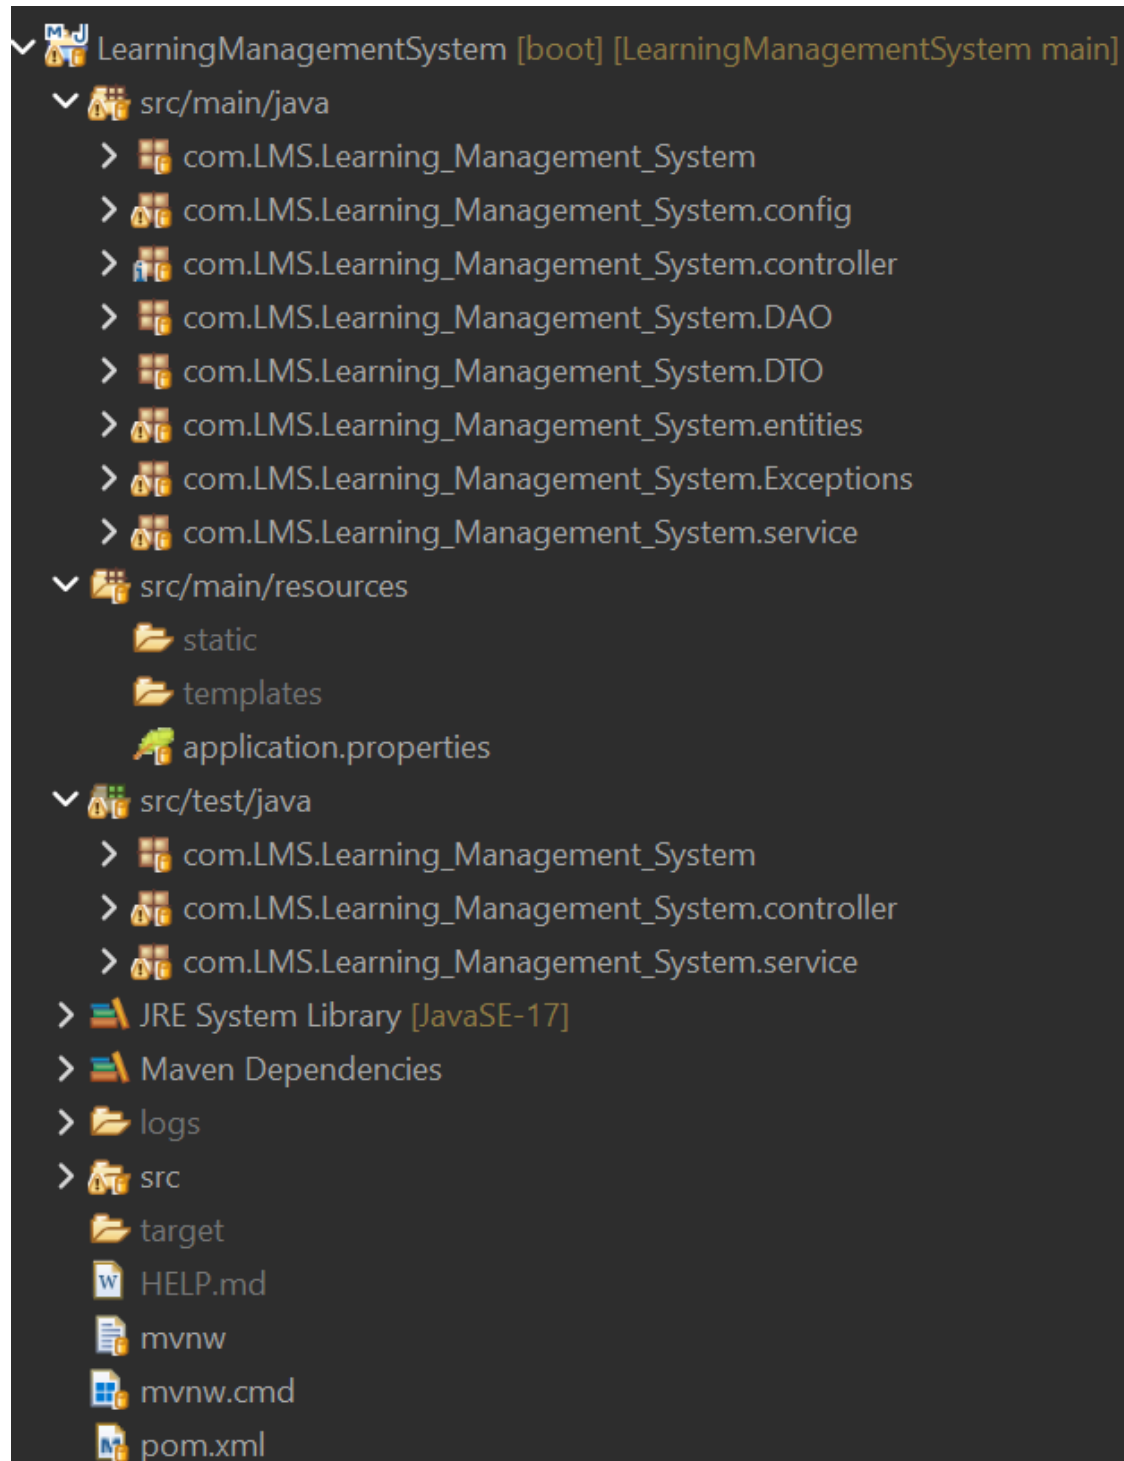 LearningManagementSystem [boot] [LearningManagementSystem main]
src/main/java
com.LMS.Learning_Management_System
com.LMS.Learning_Management_System.config
com.LMS.Learning_Management_System.controller
com.LMS.Learning_Management_System.DAO
com.LMS.Learning_Management_System.DTO
com.LMS.Learning_Management_System.entities
com.LMS.Learning_Management_System.Exceptions
com.LMS.Learning_Management_System.service
src/main/resources
static
templates
application.properties
src/test/java
com.LMS.Learning_Management_System
com.LMS.Learning_Management_System.controller
com.LMS.Learning_Management_System.service
JRE System Library [JavaSE-17]
Maven Dependencies
logs
src
target
HELP.md
mvnw
mvnw.cmd
pom.xml